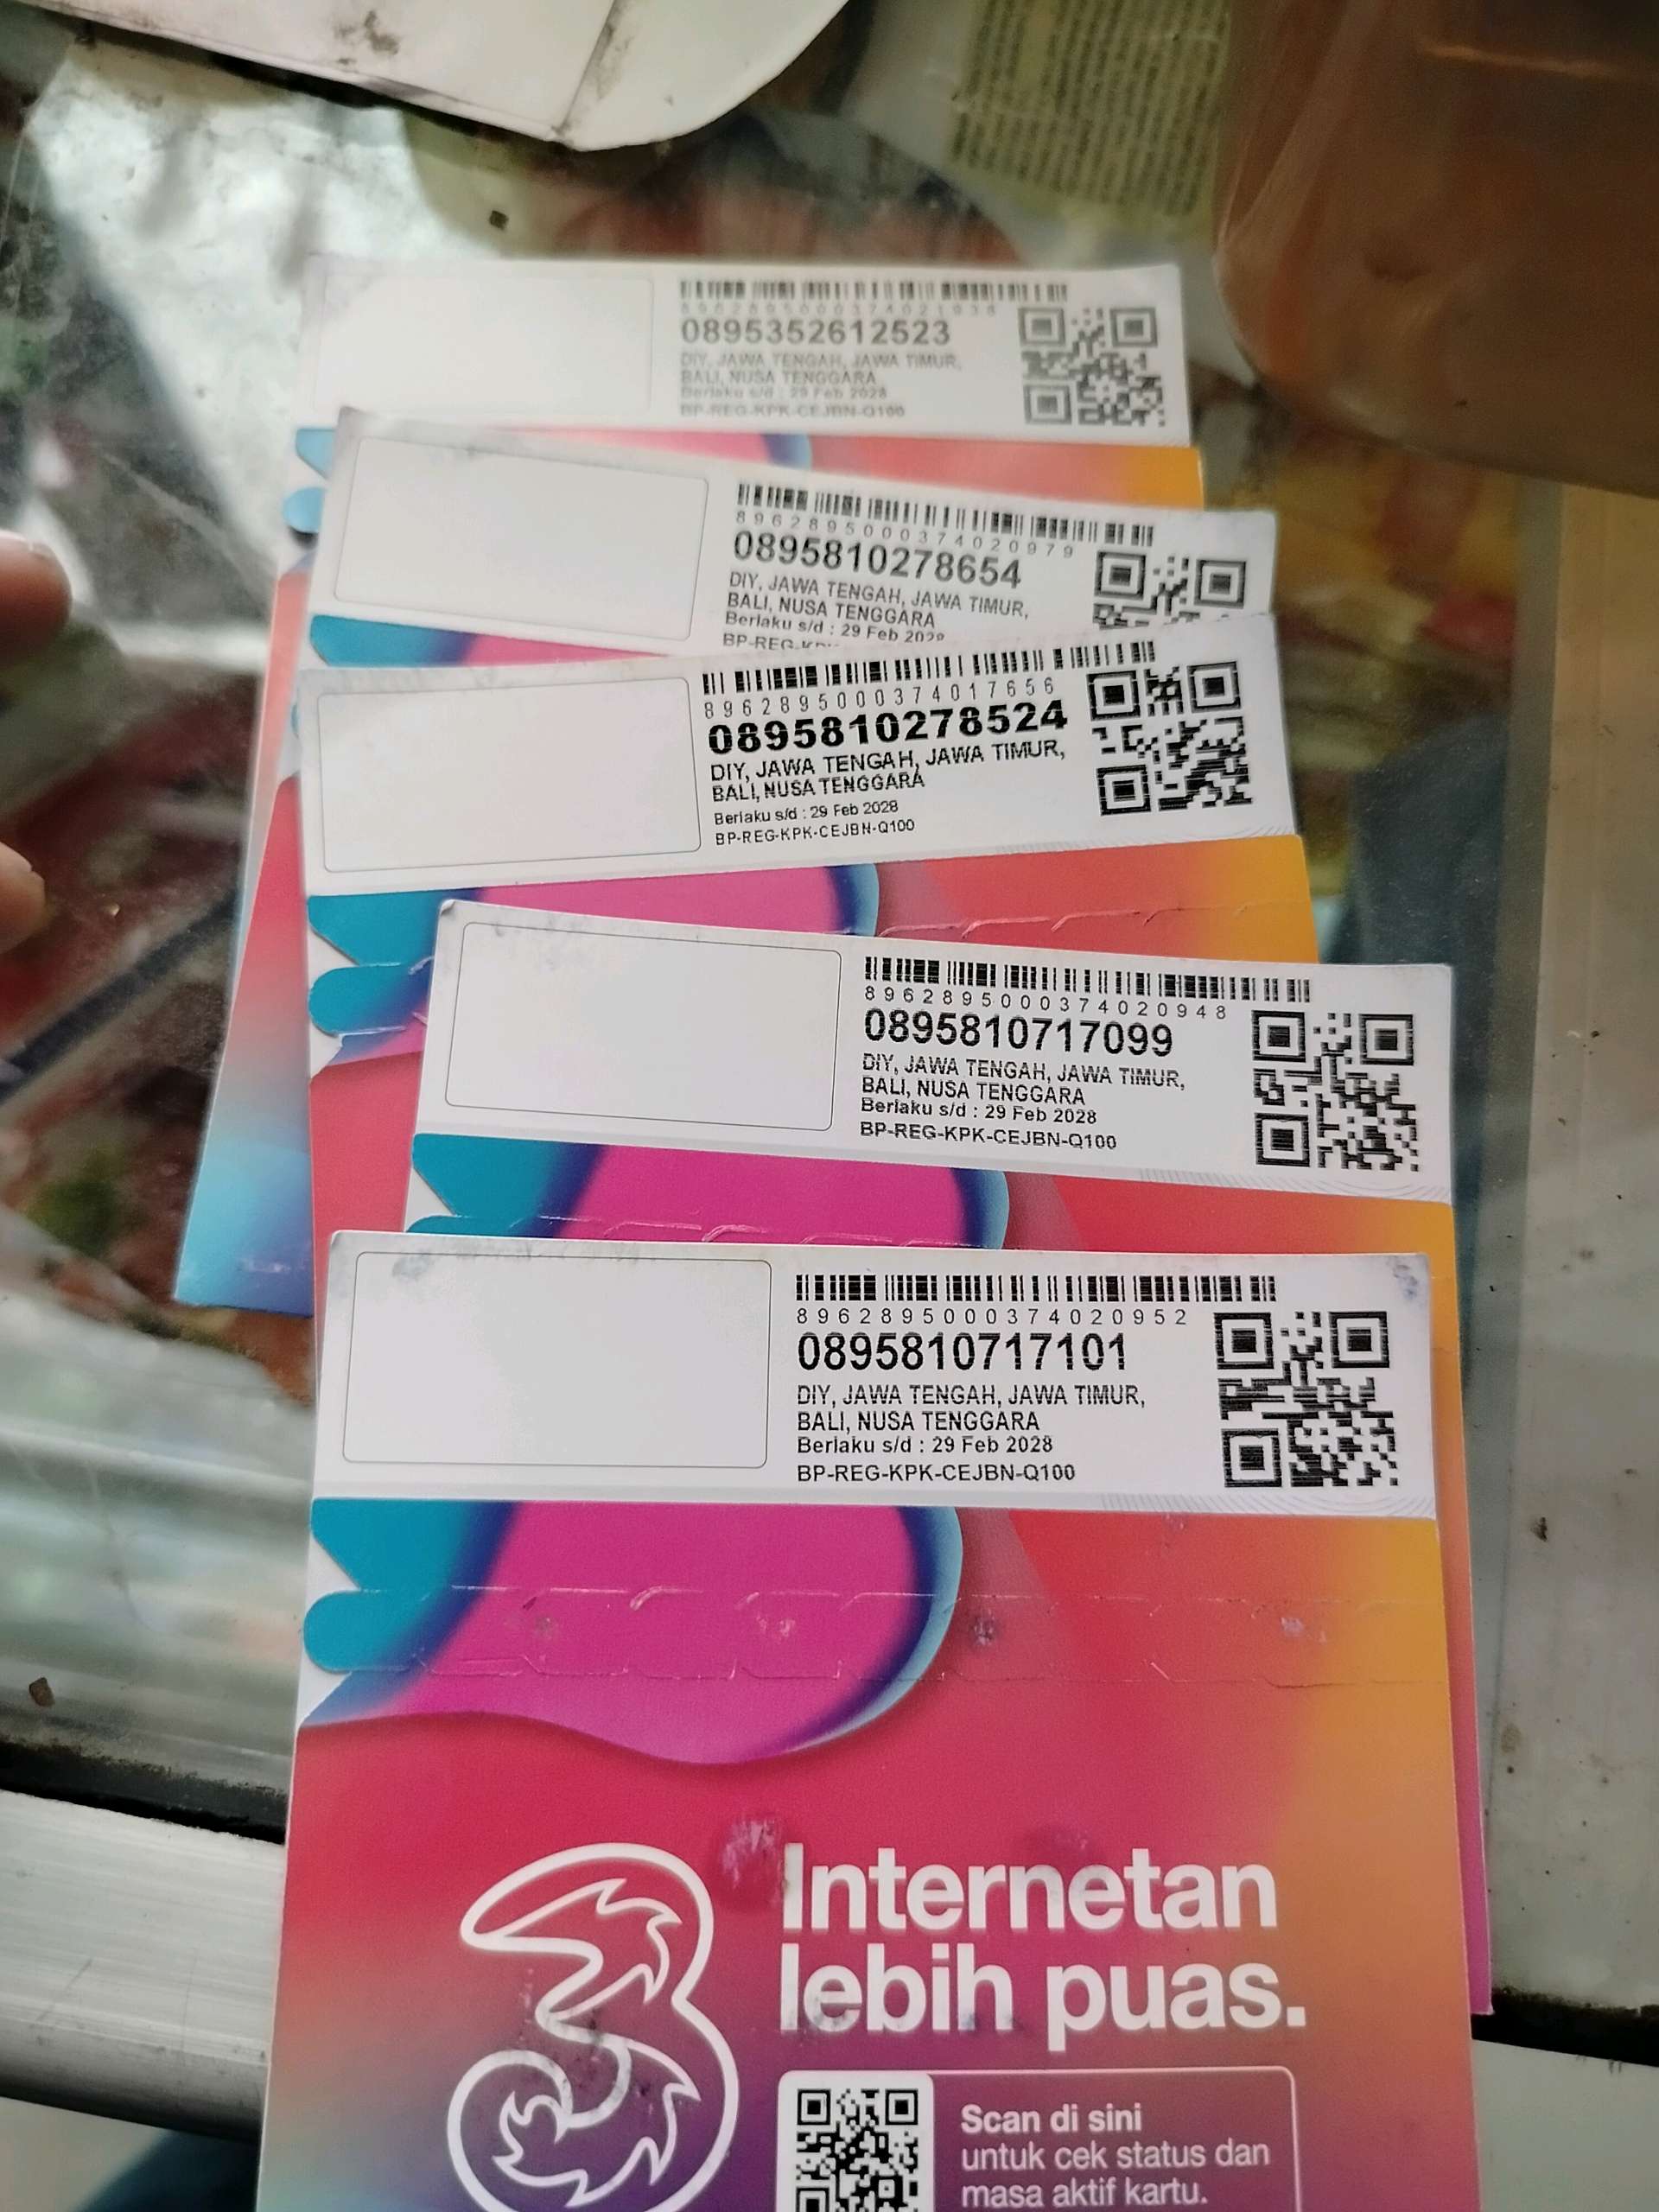 0895352612523
DIY, JAWA TENGAH, JAWA TIMUR,
BALI, NUSA TENGGARA
Berlaku s/d : 29 Feb 2028
BP-REG-KPK-CEJBN-Q100
8962895000374020979
0895810278654
DIY, JAWA TENGAH, JAWA TIMUR,
BALI, NUSA TENGGARA
Berlaku s/d : 29 Feb 2028
8962895000374017656
0895810278524
DIY, JAWA TENGAH, JAWA TIMUR,
BALI, NUSA TENGGARA
Berlaku s/d : 29 Feb 2028
BP-REG-KPK-CEJBN-Q100
8962895000374020948
0895810717099
DIY, JAWA TENGAH, JAWA TIMUR,
BALI, NUSA TENGGARA
Berlaku s/d : 29 Feb 2028
BP-REG-KPK-CEJBN-Q100
8962895000374020952
0895810717101
DIY, JAWA TENGAH, JAWA TIMUR,
BALI, NUSA TENGGARA
Berlaku s/d : 29 Feb 2028
BP-REG-KPK-CEJBN-Q100
3
Internetan
lebih puas.
Scan di sini
untuk cek status dan
masa aktif kartu.